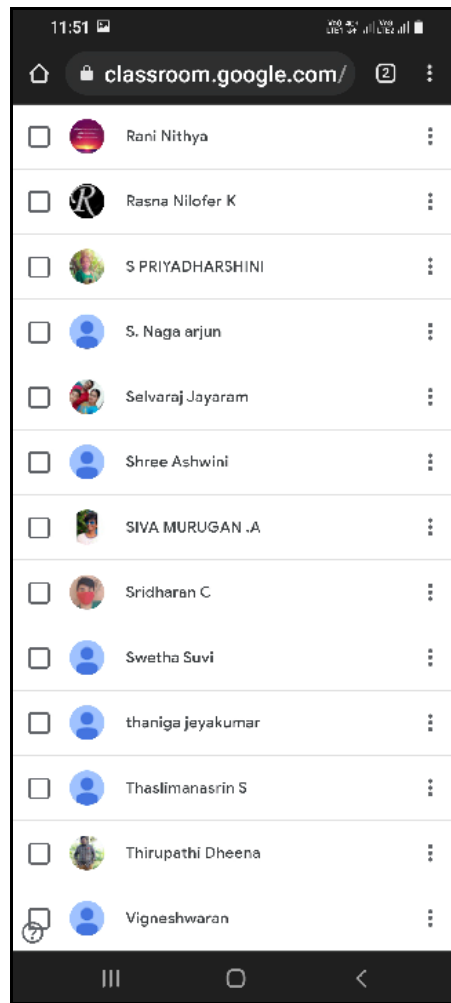 11:51
classroom.google.com/ 2
Rani Nithya
Rasna Nilofer K
S PRIYADHARSHINI
S. Naga arjun
Selvaraj Jayaram
Shree Ashwini
SIVA MURUGAN .A
Sridharan C
Swetha Suvi
thaniga jeyakumar
Thaslimanasrin S
Thirupathi Dheena
Vigneshwaran